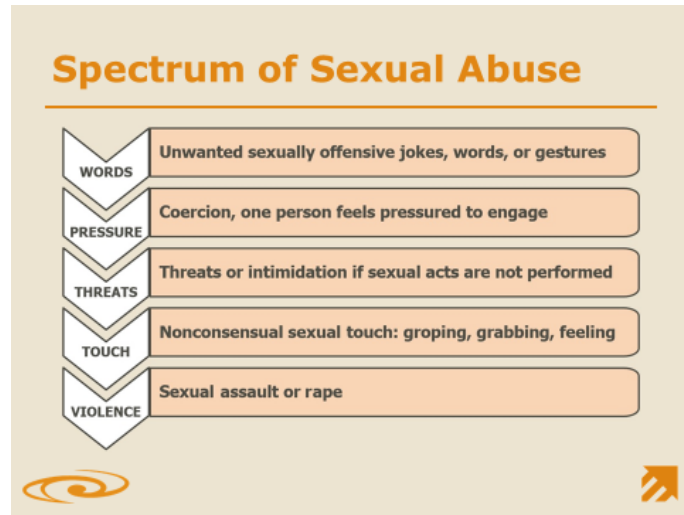 Spectrum of Sexual Abuse
WORDS
Unwanted sexually offensive jokes, words, or gestures
PRESSURE
Coercion, one person feels pressured to engage
THREATS
Threats or intimidation if sexual acts are not performed
TOUCH
Nonconsensual sexual touch: groping, grabbing, feeling
VIOLENCE
Sexual assault or rape